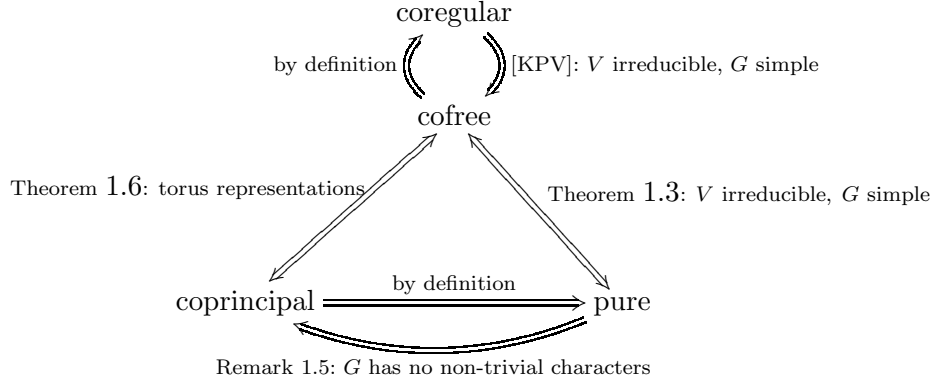 coregular
by definition
[KPV]: V irreducible, G simple
cofree
Theorem 1.6: torus representations
Theorem 1.3: V irreducible, G simple
by definition
coprincipal
pure
Remark 1.5: G has no non-trivial characters